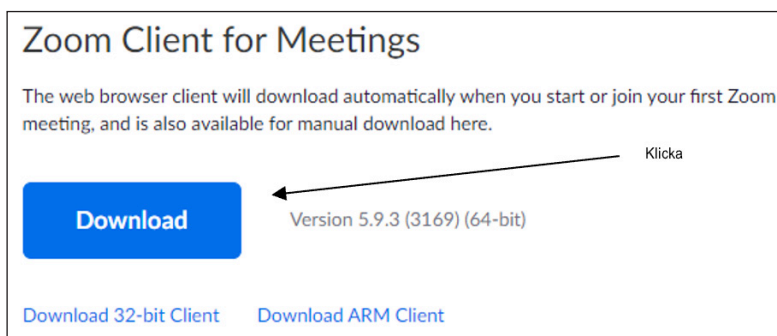 Zoom Client for Meetings
The web browser client will download automatically when you start or join your first Zoom
meeting, and is also available for manual download here.
Klicka
Download
Version 5.9.3 (3169) (64-bit)
Download 32-bit Client
Download ARM Client